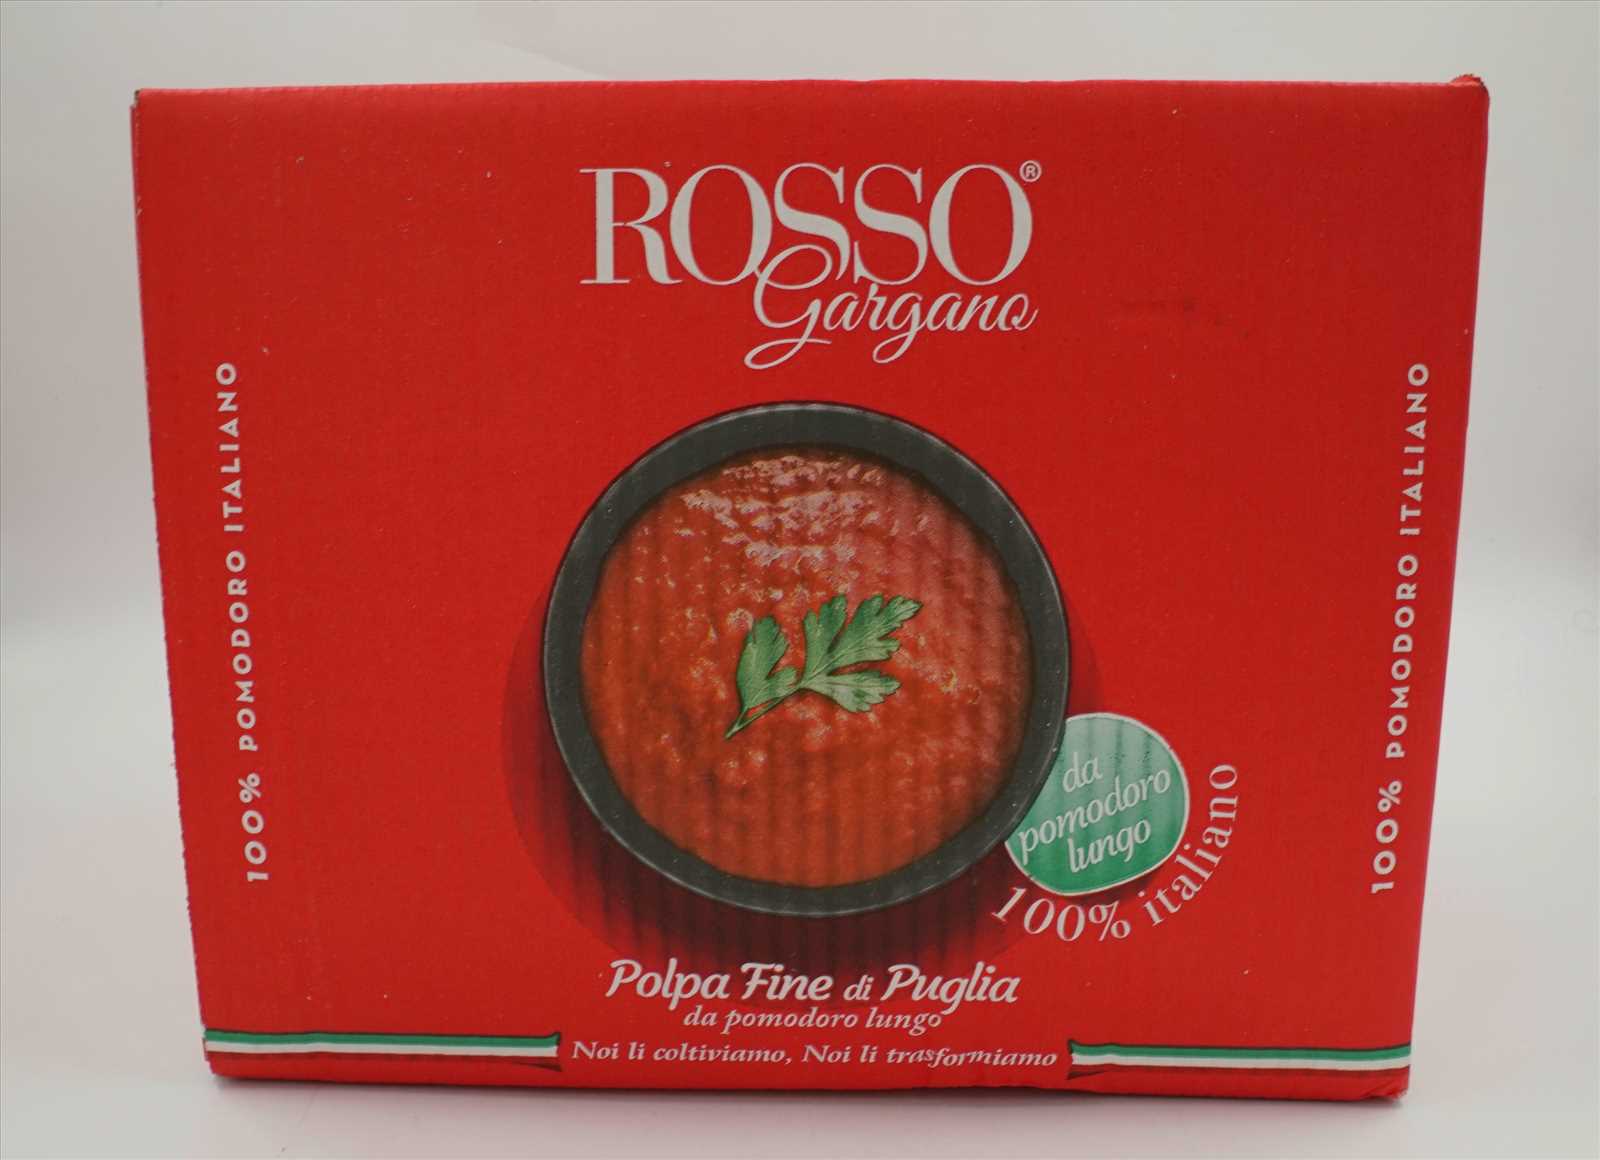 ROSSO®
Gargano
100% POMODORO ITALIANO
100% POMODORO ITALIANO
da
pomodoro
lungo
100% italiano
Polpa Fine di Puglia
da pomodoro lungo
Noi li coltiviamo, Noi li trasformiamo